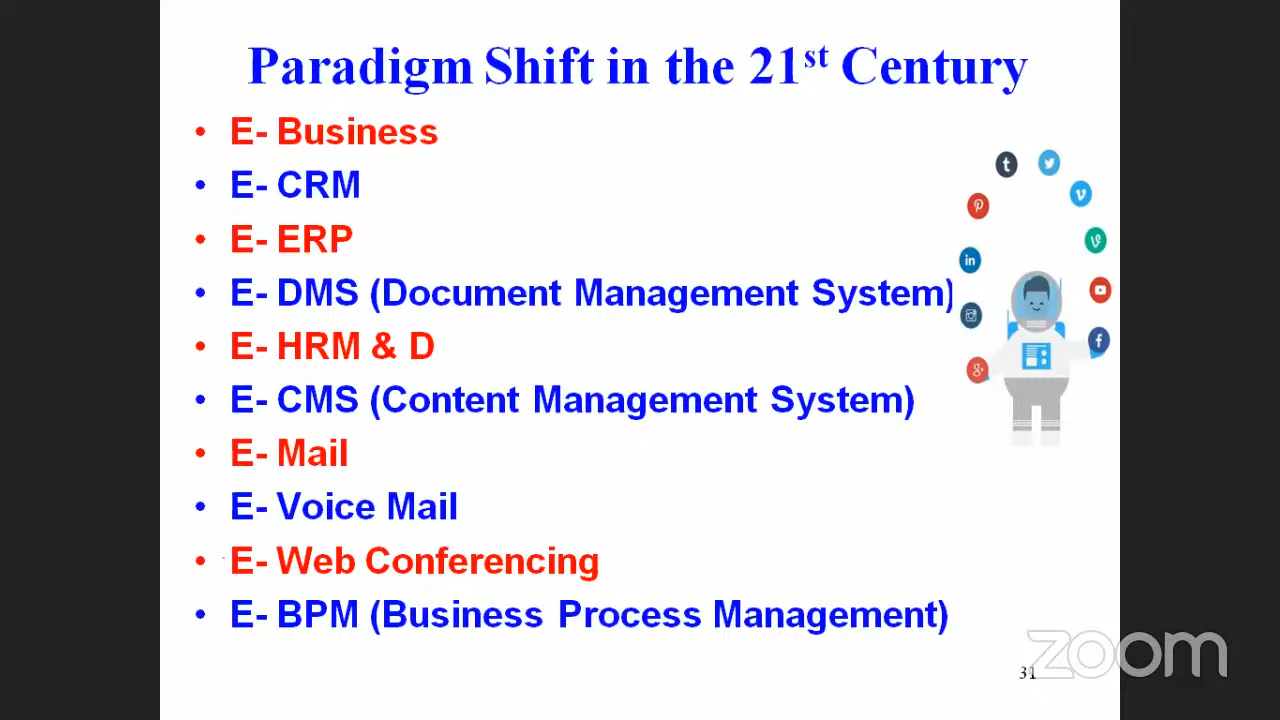 Paradigm Shift in the 21st Century
• E- Business
• E- CRM
• E- ERP
• E- DMS (Document Management System)
• E- HRM & D
• E- CMS (Content Management System)
• E- Mail
• E- Voice Mail
• E- Web Conferencing
• E- BPM (Business Process Management)
zoom
31